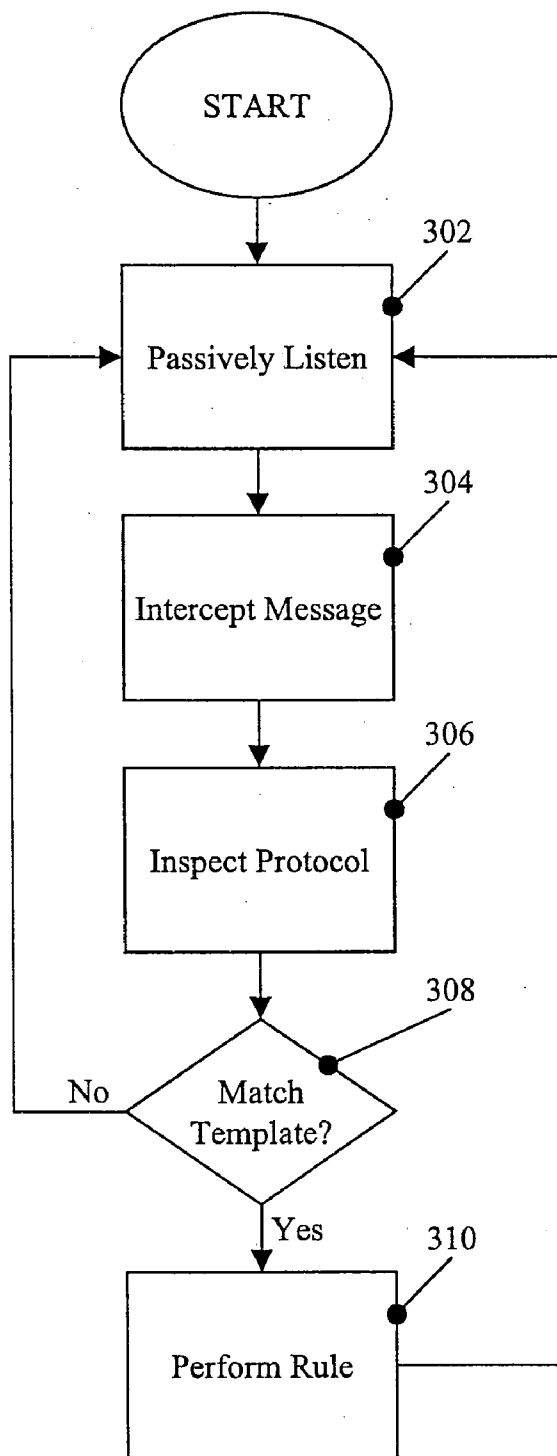 START
302
Passively Listen
304
Intercept Message
306
Inspect Protocol
308
No
Match
Template?
Yes
310
Perform Rule